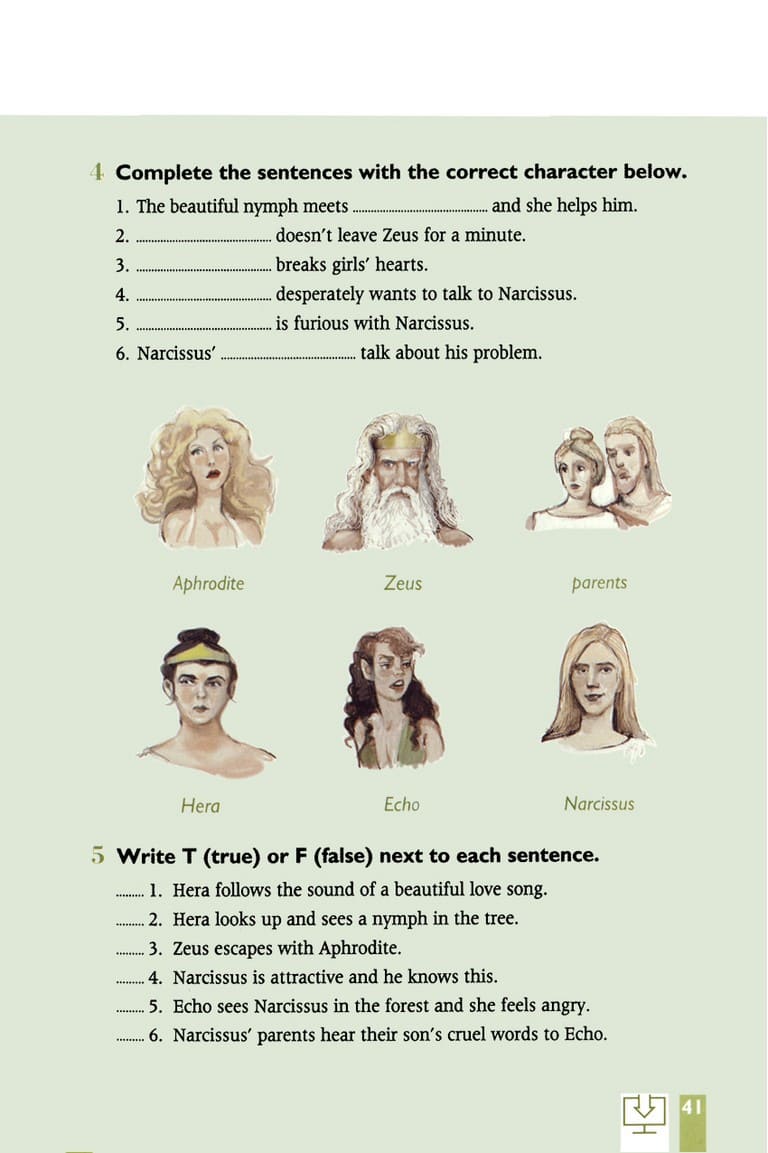 4 Complete the sentences with the correct character below.
1. The beautiful nymph meets ............................................. and she helps him.
2. ............................................. doesn't leave Zeus for a minute.
3. ............................................. breaks girls' hearts.
4. ............................................. desperately wants to talk to Narcissus.
5. ............................................. is furious with Narcissus.
6. Narcissus' ............................................. talk about his problem.
Aphrodite Zeus parents
Hera Echo Narcissus
5 Write T (true) or F (false) next to each sentence.
......... 1. Hera follows the sound of a beautiful love song.
......... 2. Hera looks up and sees a nymph in the tree.
......... 3. Zeus escapes with Aphrodite.
......... 4. Narcissus is attractive and he knows this.
......... 5. Echo sees Narcissus in the forest and she feels angry.
......... 6. Narcissus' parents hear their son's cruel words to Echo.
41